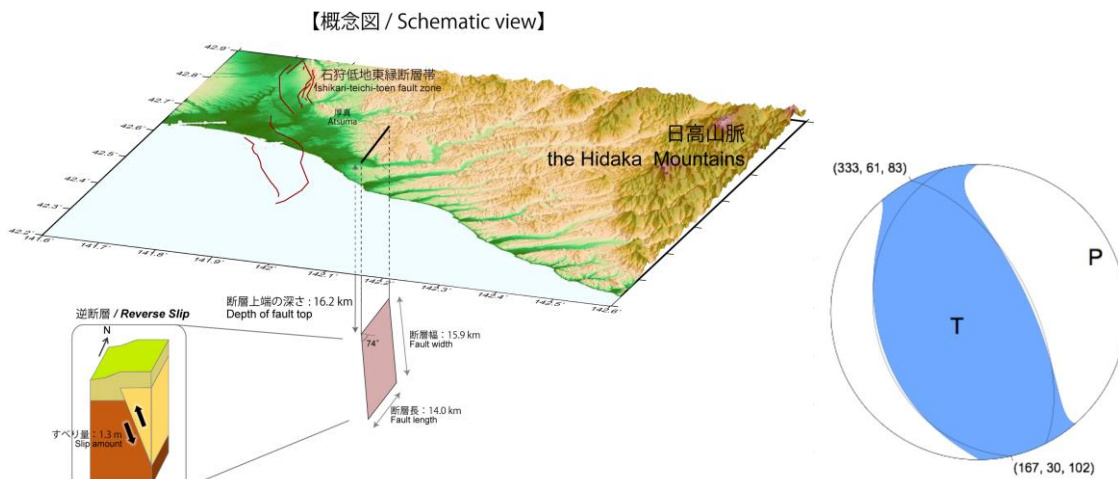 【概念図 / Schematic view】
42.9°
42.8°
42.7°
42.6°
42.5°
42.4°
42.3°
42.2°
141.6°
141.7°
141.8°
141.9°
142°
142.1°
142.2°
142.3°
142.4°
142.5°
142.6°
石狩低地東縁断層帯
Ishikari-teichi-toen fault zone
厚真
Atsuma
日高山脈
the Hidaka Mountains
断層上端の深さ : 16.2 km
Depth of fault top
74°
断層幅：15.9 km
Fault width
断層長：14.0 km
Fault length
逆断層 / Reverse Slip
N
すべり量：1.3 m
Slip amount
(333, 61, 83)
P
T
(167, 30, 102)